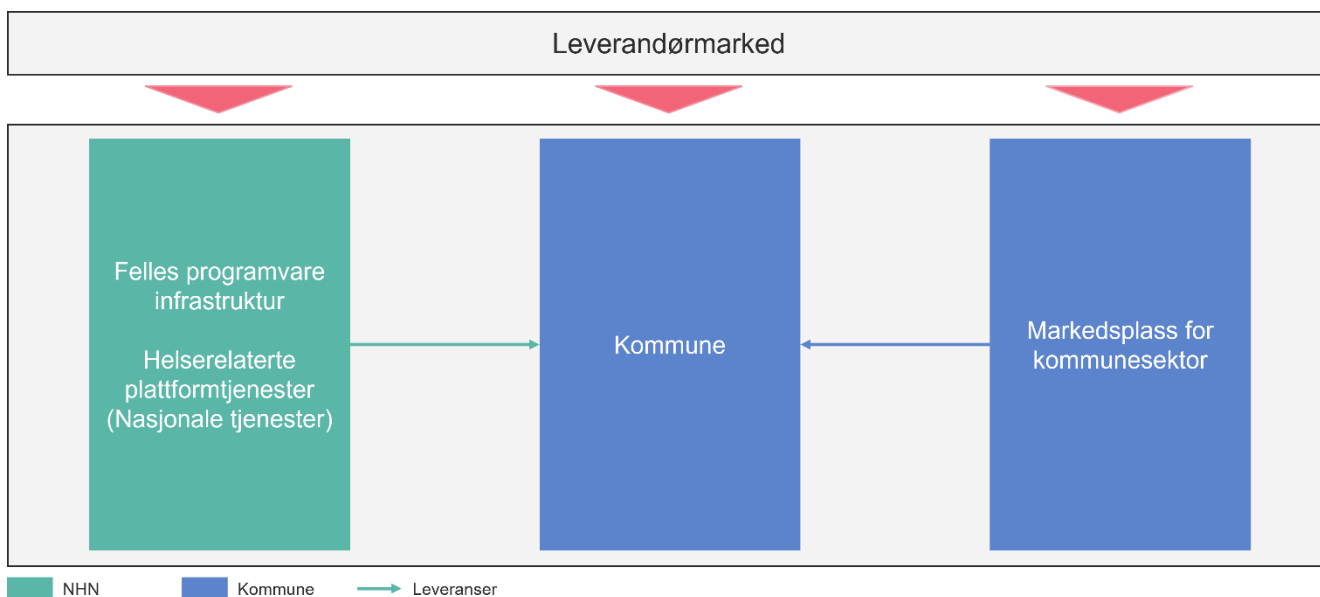 Leverandørmarked
Felles programvare
infrastruktur
Helserelaterte
plattformtjenester
(Nasjonale tjenester)
Kommune
Markedsplass for
kommunesektor
NHN
Kommune
Leveranser